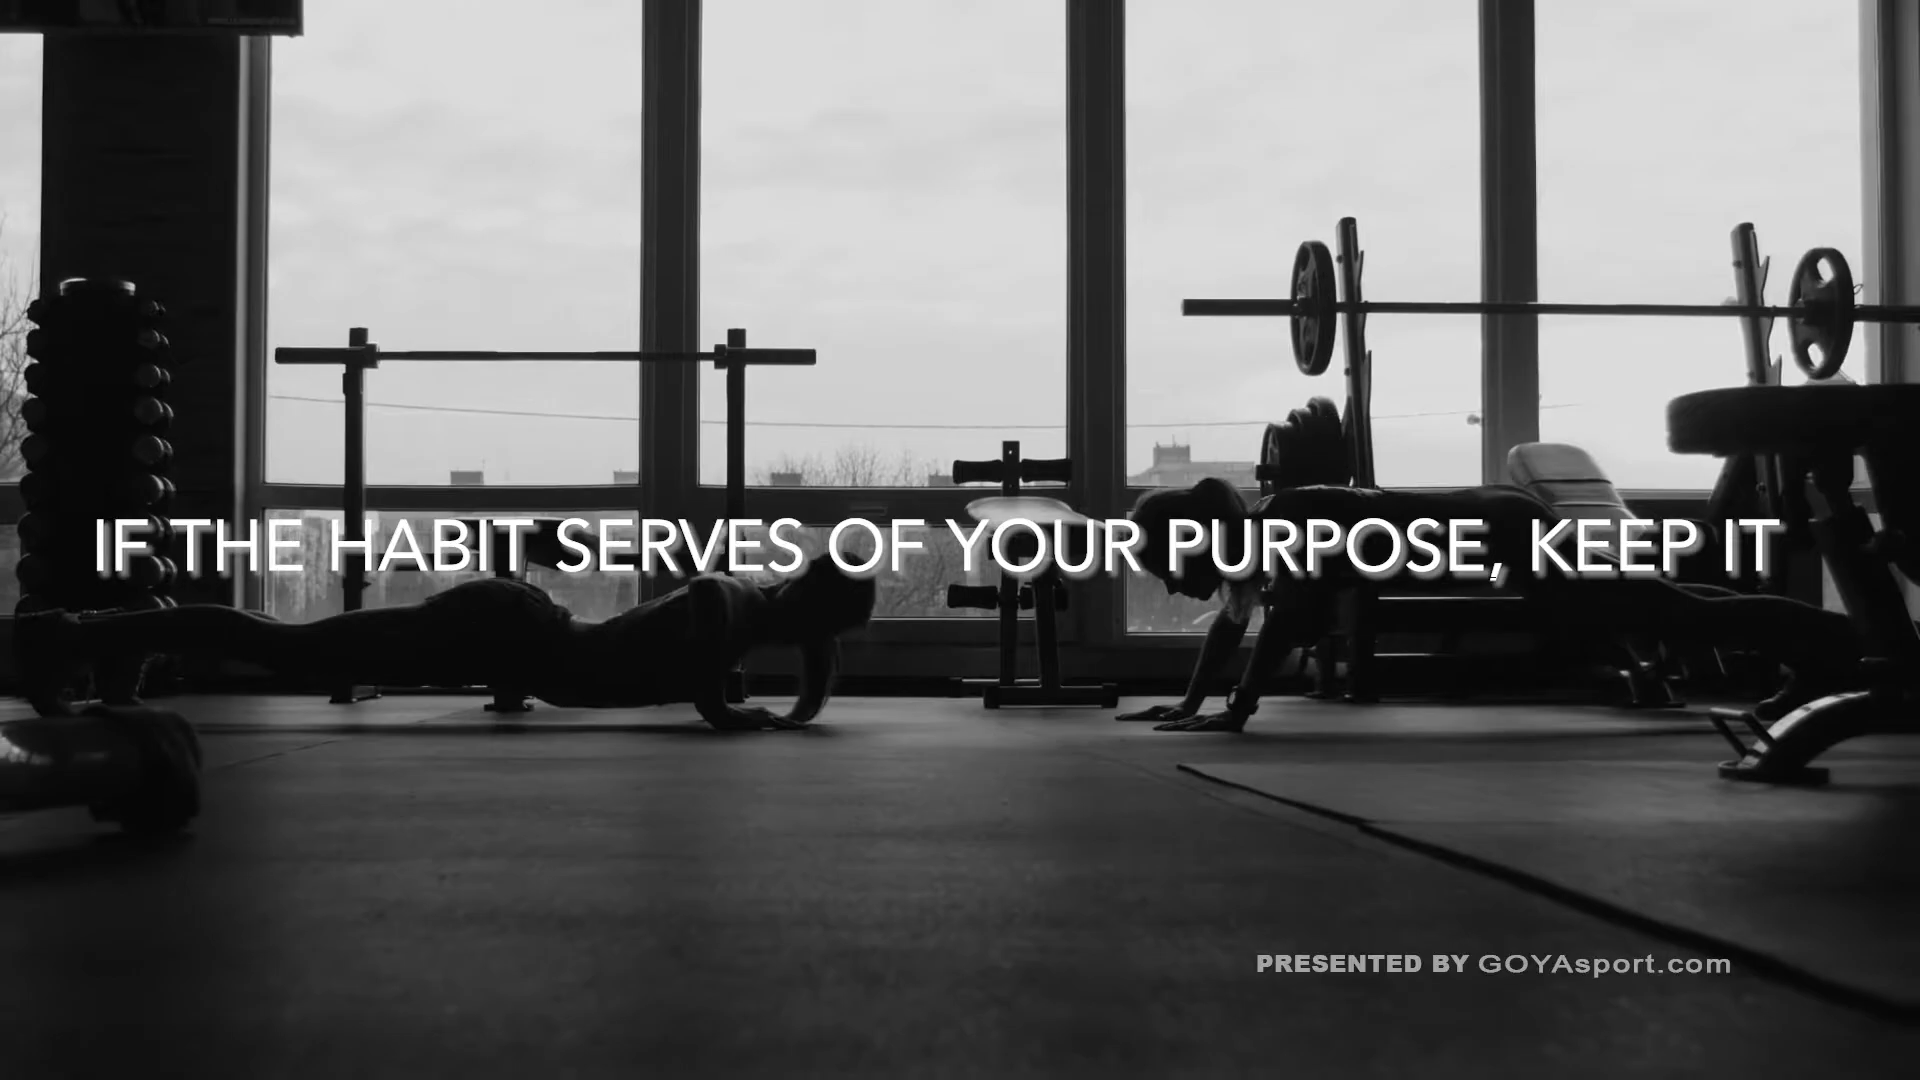 IF THE HABIT SERVES OF YOUR PURPOSE, KEEP IT
PRESENTED BY GOYAsport.com